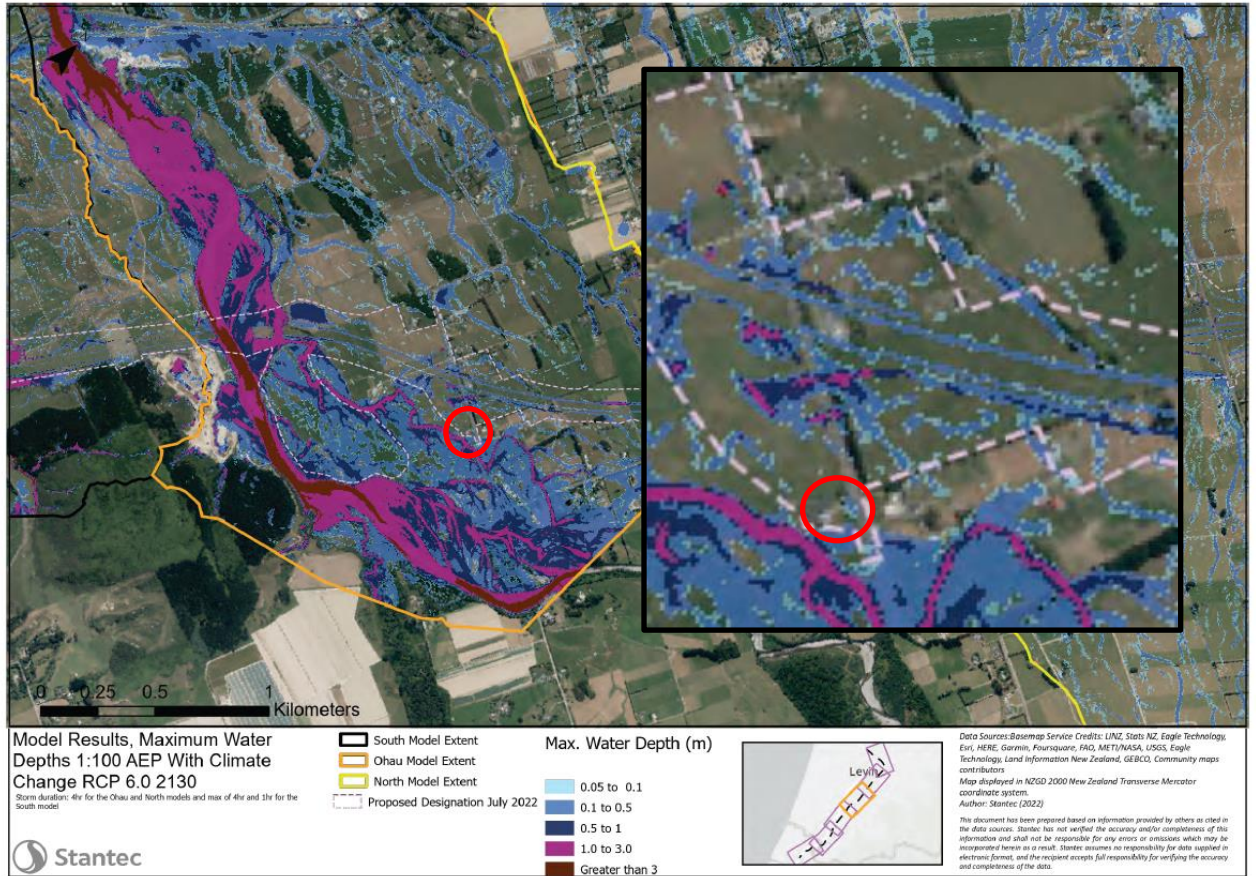 0 0.25 0.5 1
Kilometers
Model Results, Maximum Water
Depths 1:100 AEP With Climate
Change RCP 6.0 2130
Storm duration: 4hr for the Ohau and North models and max of 4hr and 1hr for the
South model
Stantec
South Model Extent
Ohau Model Extent
North Model Extent
Proposed Designation July 2022
Max. Water Depth (m)
0.05 to 0.1
0.1 to 0.5
0.5 to 1
1.0 to 3.0
Greater than 3
Levin
Data Sources:Basemap Service Credits: LINZ, Stats NZ, Eagle Technology,
Esri, HERE, Garmin, Foursquare, FAO, METI/NASA, USGS, Eagle
Technology, Land Information New Zealand, GEBCO, Community maps
contributors
Map displayed in NZGD 2000 New Zealand Transverse Mercator
coordinate system.
Author: Stantec (2022)
This document has been prepared based on information provided by others as cited in
the data sources. Stantec has not verified the accuracy and/or completeness of this
information and shall not be responsible for any errors or omissions which may be
incorporated herein as a result. Stantec assumes no responsibility for data supplied in
electronic format, and the recipient accepts full responsibility for verifying the accuracy
and completeness of the data.